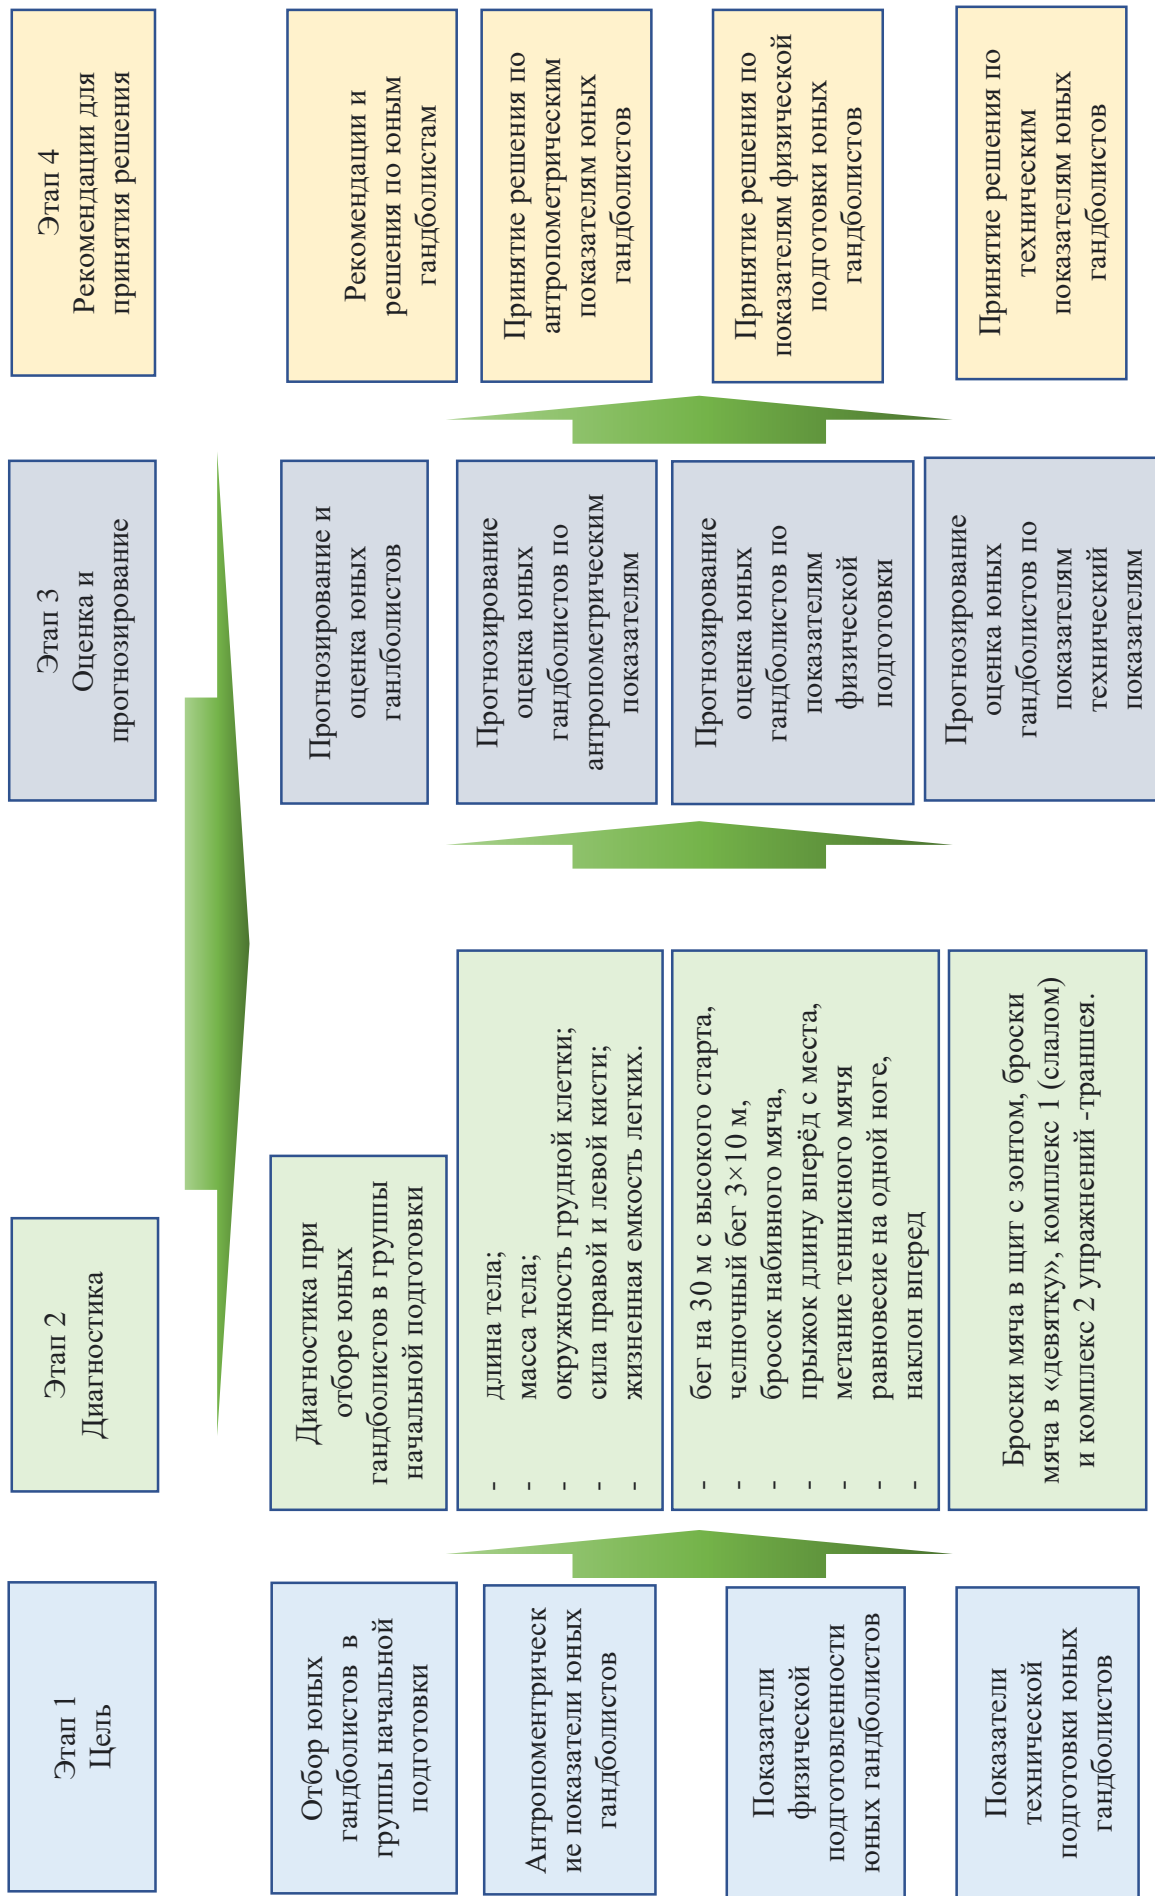 Этап 1
Цель
Этап 2
Диагностика
Этап 3
Оценка и
прогнозирование
Этап 4
Рекомендации для
принятия решения
Отбор юных
гандболистов в
группы начальной
подготовки
Диагностика при
отборе юных
гандболистов в группы
начальной подготовки
Прогнозирование и
оценка юных
ганлболистов
Рекомендации и
решения по юным
гандболистам
Антропоментрическ
ие показатели юных
гандболистов
- длина тела;
- масса тела;
- окружность грудной клетки;
- сила правой и левой кисти;
- жизненная емкость легких.
Прогнозирование
оценка юных
гандболистов по
антропометрическим
показателям
Принятие решения по
антропометрическим
показателям юных
гандболистов
Показатели
физической
подготовленности
юных гандболистов
- бег на 30 м с высокого старта,
- челночный бег 3×10 м,
- бросок набивного мяча,
- прыжок длину вперёд с места,
- метание теннисного мяча
- равновесие на одной ноге,
- наклон вперед
Прогнозирование
оценка юных
гандболистов по
показателям
физической
подготовки
Принятие решения по
показателям физической
подготовки юных
гандболистов
Показатели
технической
подготовки юных
гандболистов
Броски мяча в щит с зонтом, броски
мяча в «девятку», комплекс 1 (слалом)
и комплекс 2 упражнений -траншея.
Прогнозирование
оценка юных
гандболистов по
показателям
технический
показателям
Принятие решения по
техническим
показателям юных
гандболистов